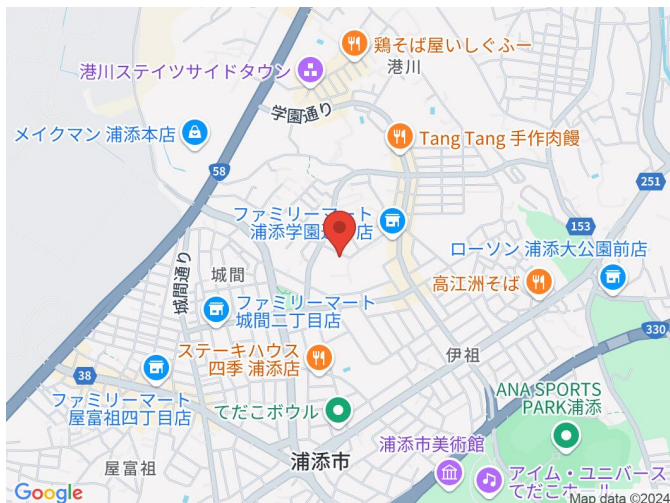 鶏そば屋いしぐふー
港川
港川ステイツサイドタウン
学園通り
メイクマン 浦添本店
Tang Tang 手作肉饅
58
251
ファミリーマート
浦添学園通り店
153
ローソン 浦添大公園前店
城間
城間通り
高江洲そば
ファミリーマート
城間二丁目店
330
ステーキハウス
四季 浦添店
伊祖
38
ファミリーマート
屋富祖四丁目店
てだこボウル
ANA SPORTS
PARK浦添
浦添市美術館
浦添市
屋富祖
アイム・ユニバース
てだこホール
Google
Map data ©2024